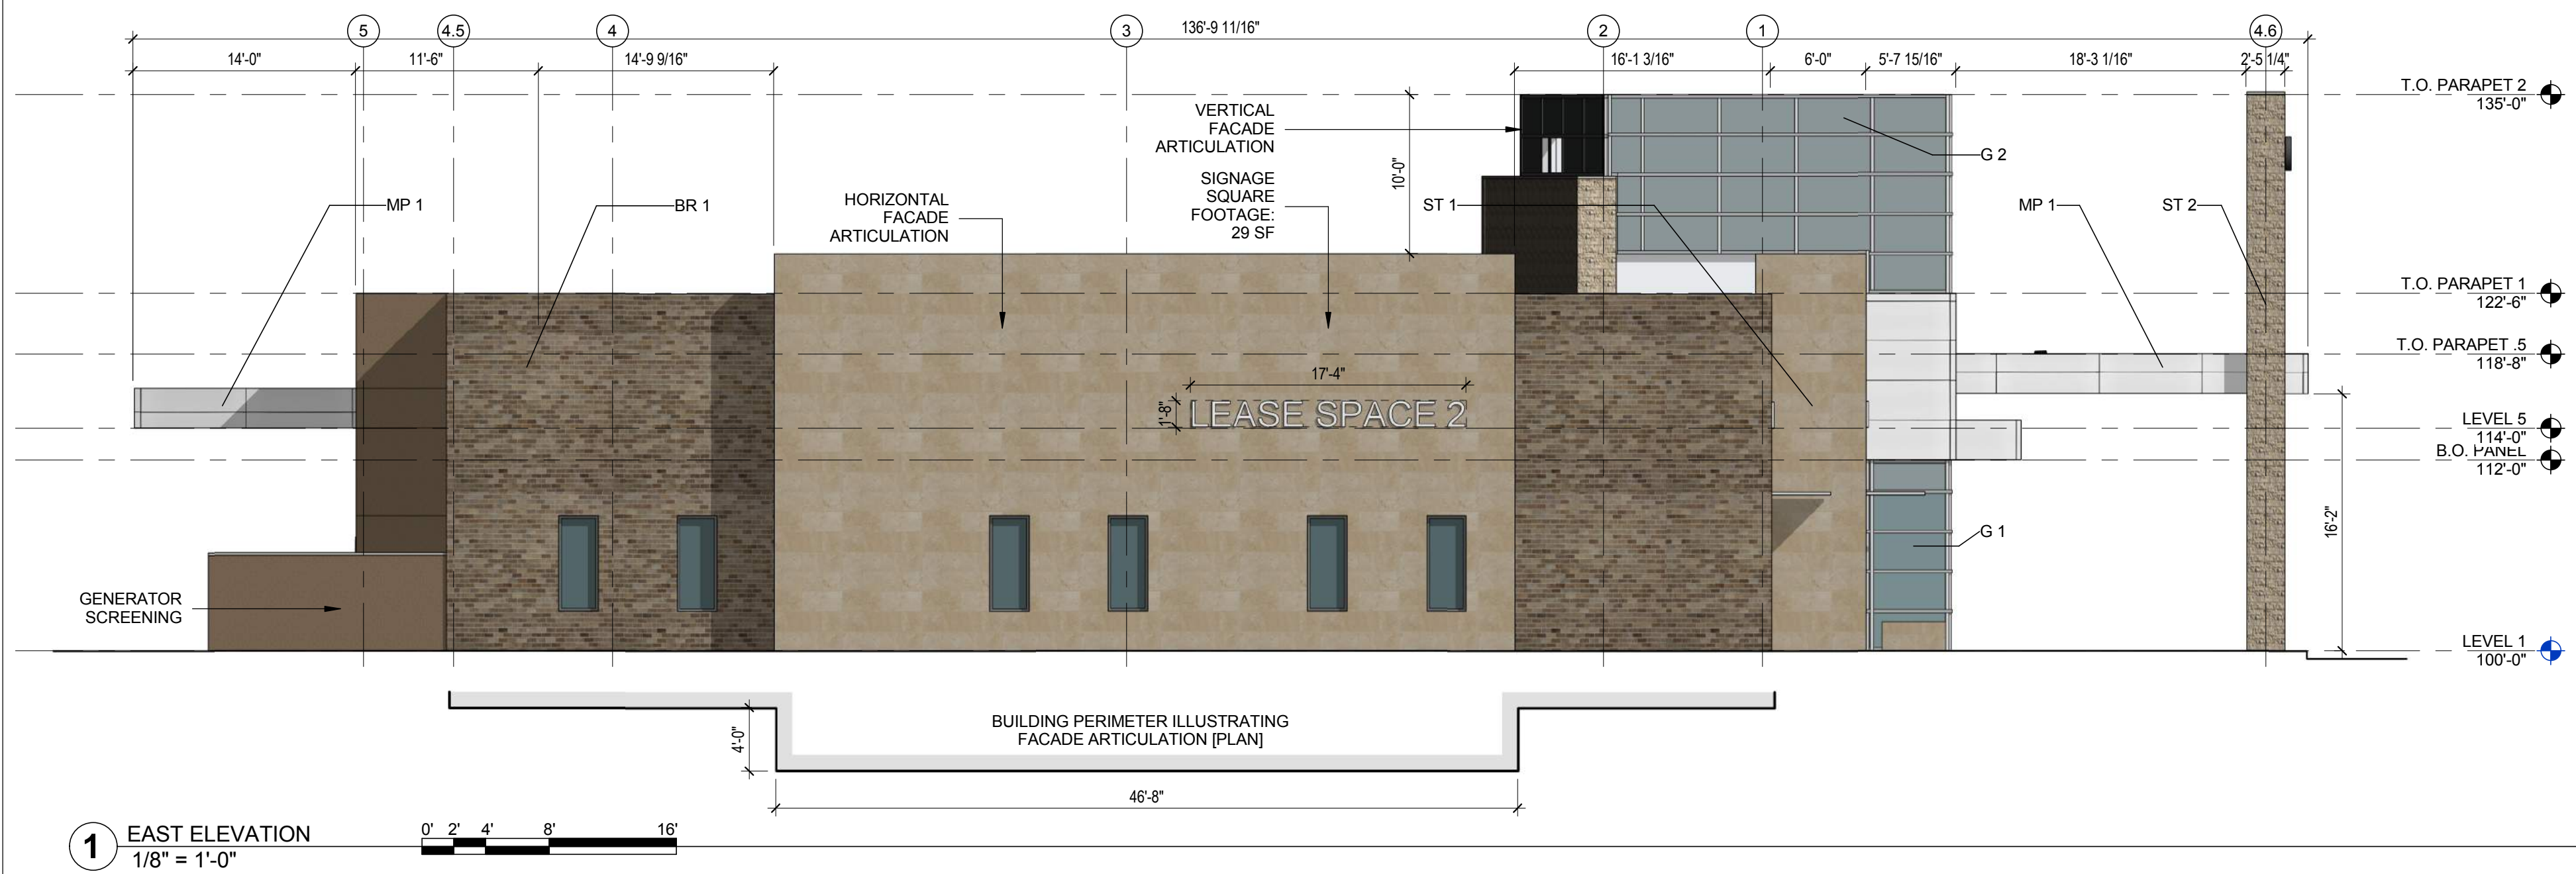 5
4.5
4
3
136'-9 11/16"
2
1
4.6
14'-0"
11'-6"
14'-9 9/16"
16'-1 3/16"
6'-0"
5'-7 15/16"
18'-3 1/16"
2'-5 1/4"
T.O. PARAPET 2
135'-0"
VERTICAL
FACADE
ARTICULATION
10'-0"
G 2
SIGNAGE
SQUARE
FOOTAGE:
29 SF
HORIZONTAL
FACADE
ARTICULATION
MP 1
BR 1
ST 1
MP 1
ST 2
T.O. PARAPET 1
122'-6"
T.O. PARAPET .5
118'-8"
17'-4"
1'-8"
LEASE SPACE 2
LEVEL 5
114'-0"
B.O. PANEL
112'-0"
16'-2"
G 1
GENERATOR
SCREENING
LEVEL 1
100'-0"
4'-0"
BUILDING PERIMETER ILLUSTRATING
FACADE ARTICULATION [PLAN]
46'-8"
1
EAST ELEVATION
1/8" = 1'-0"
0' 2' 4' 8' 16'